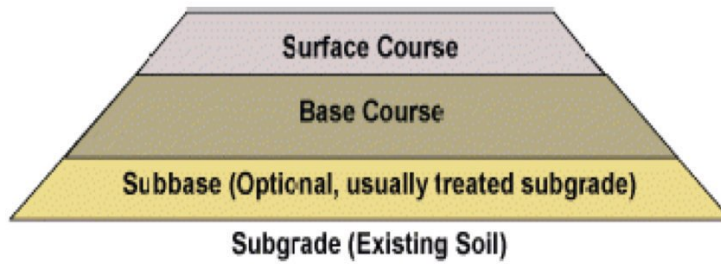 Surface Course
Base Course
Subbase (Optional, usually treated subgrade)
Subgrade (Existing Soil)